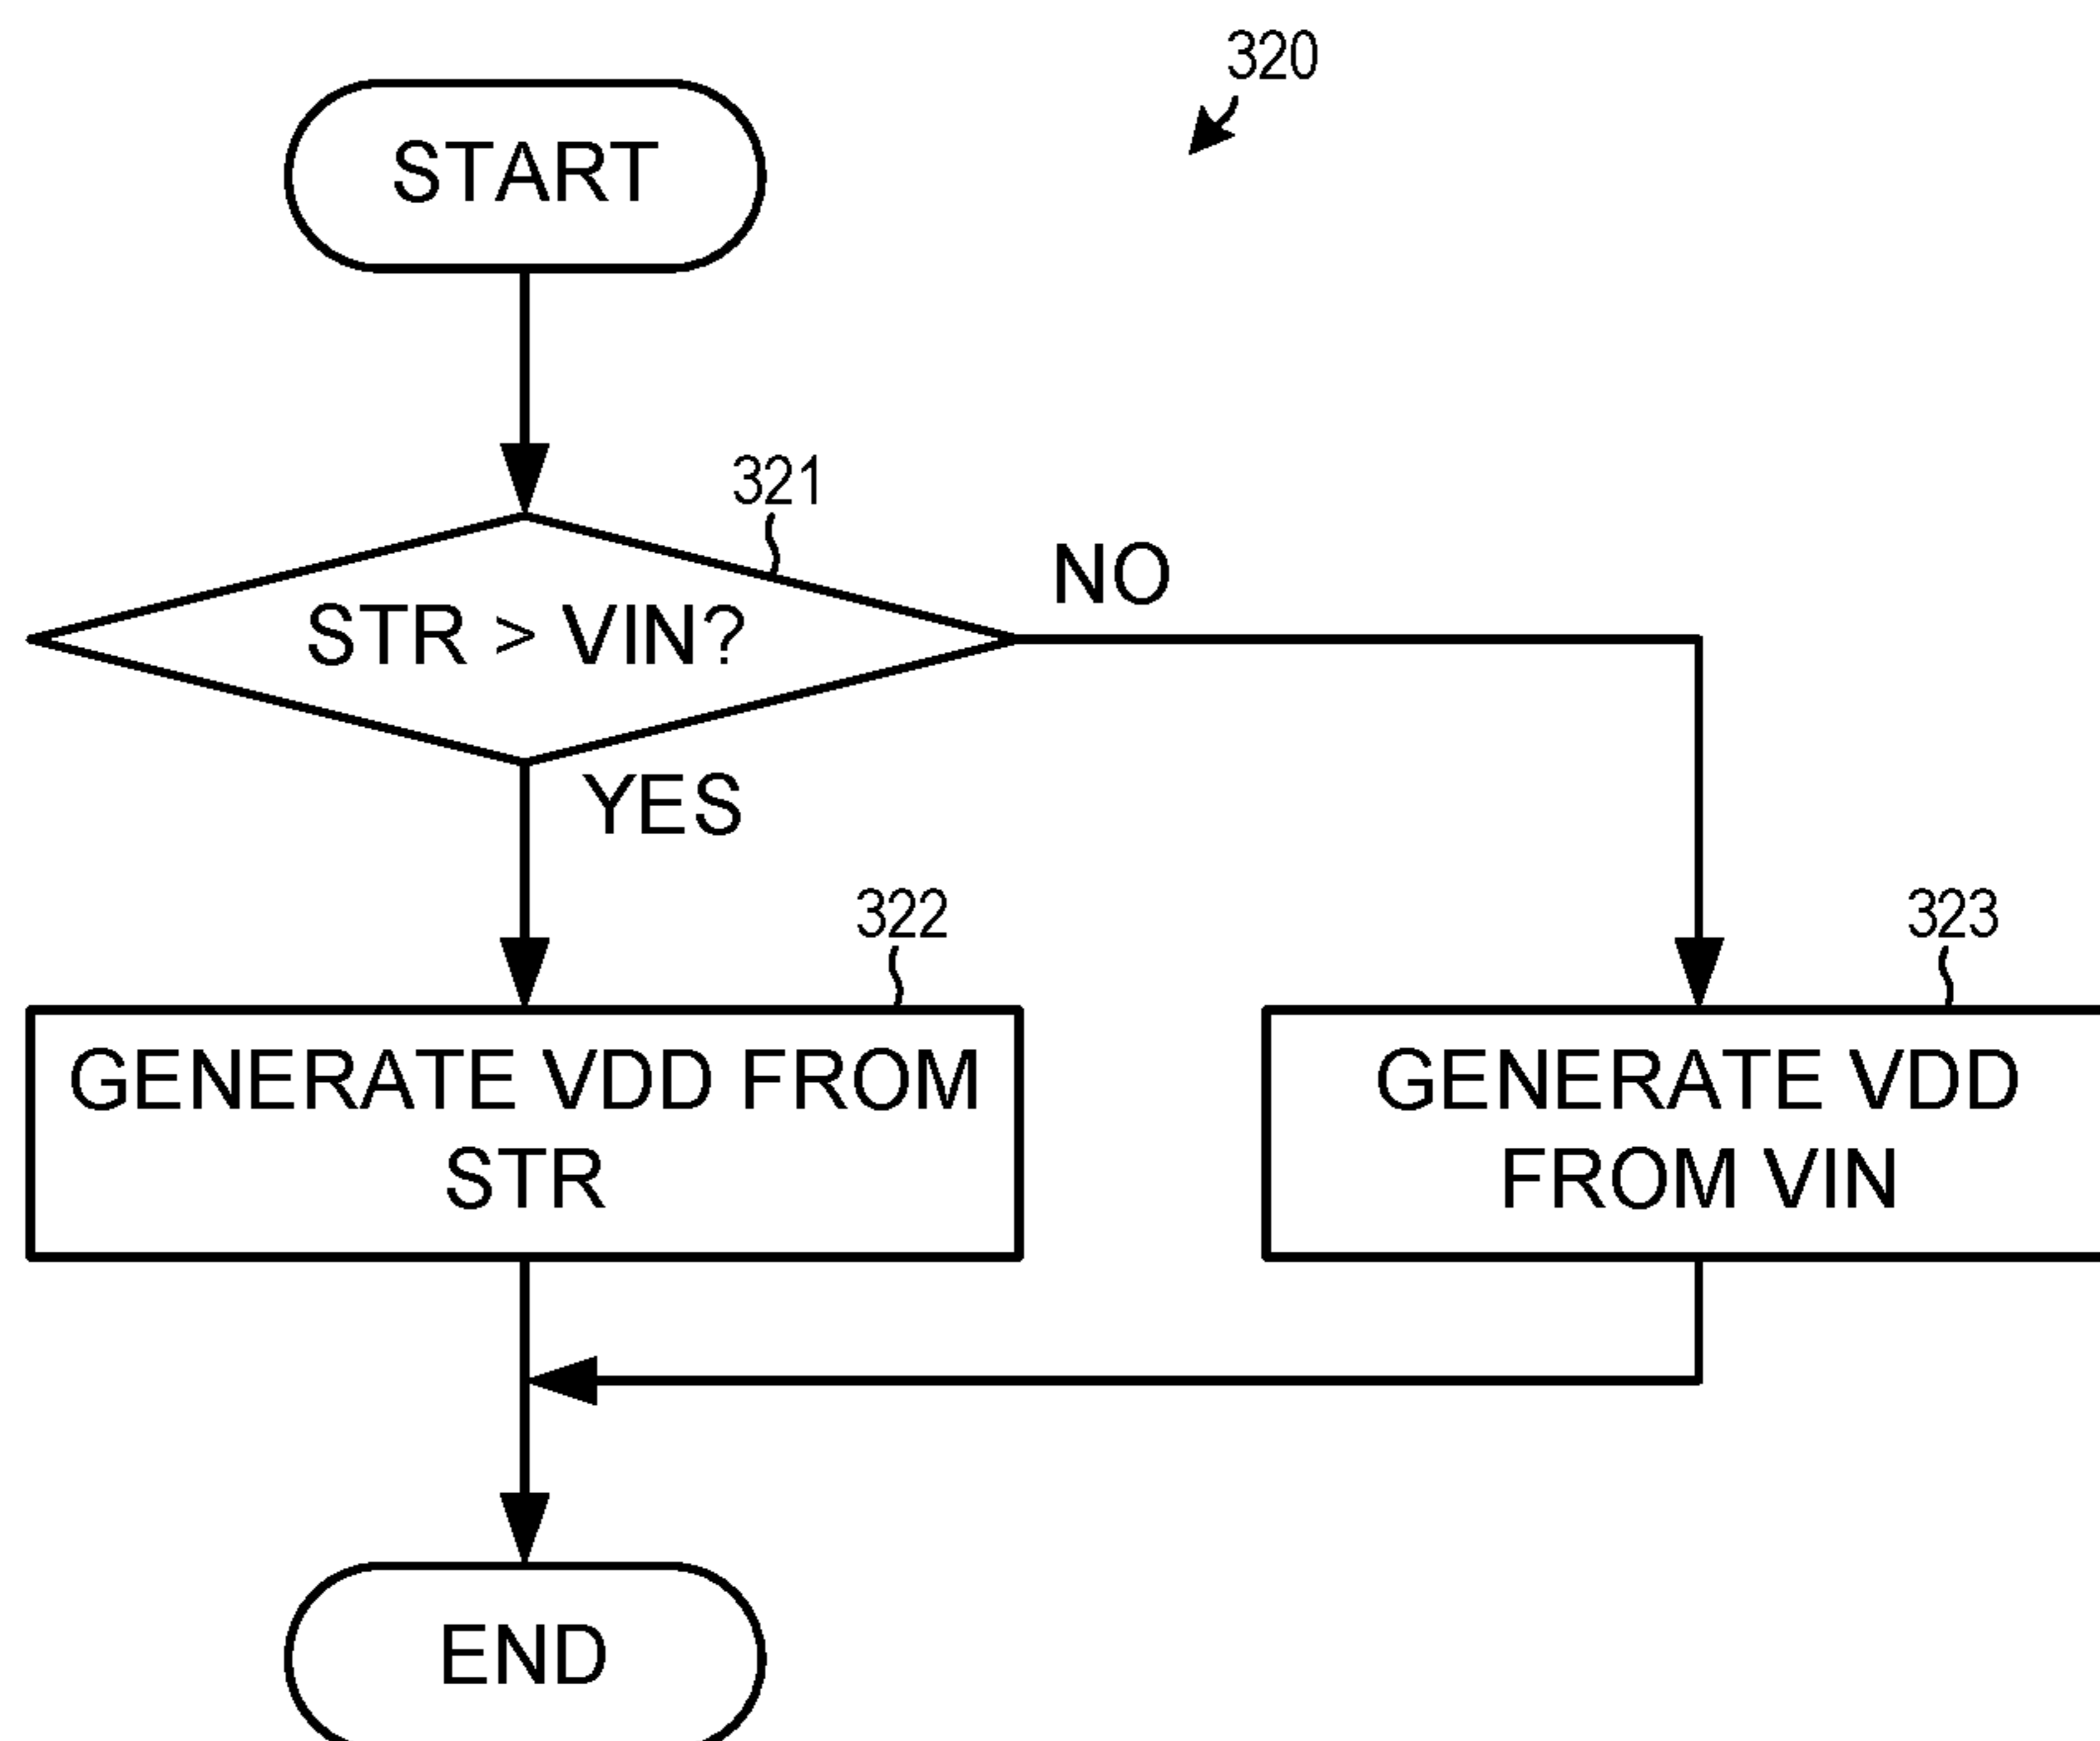 320
START
321
STR > VIN?
NO
YES
322
GENERATE VDD FROM
STR
323
GENERATE VDD
FROM VIN
END